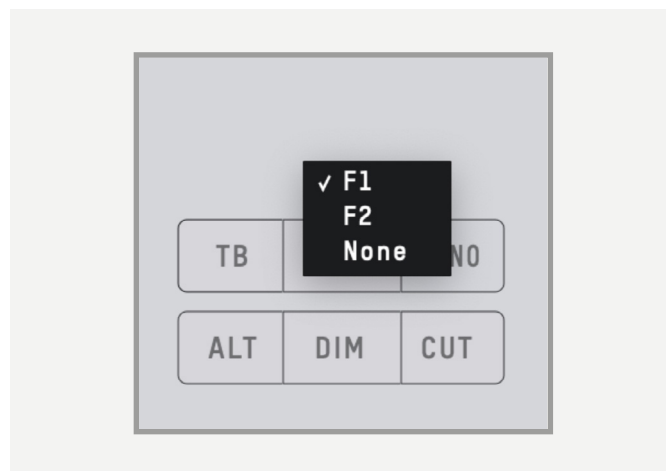 ✓ F1
F2
None
TB
NO
ALT DIM CUT